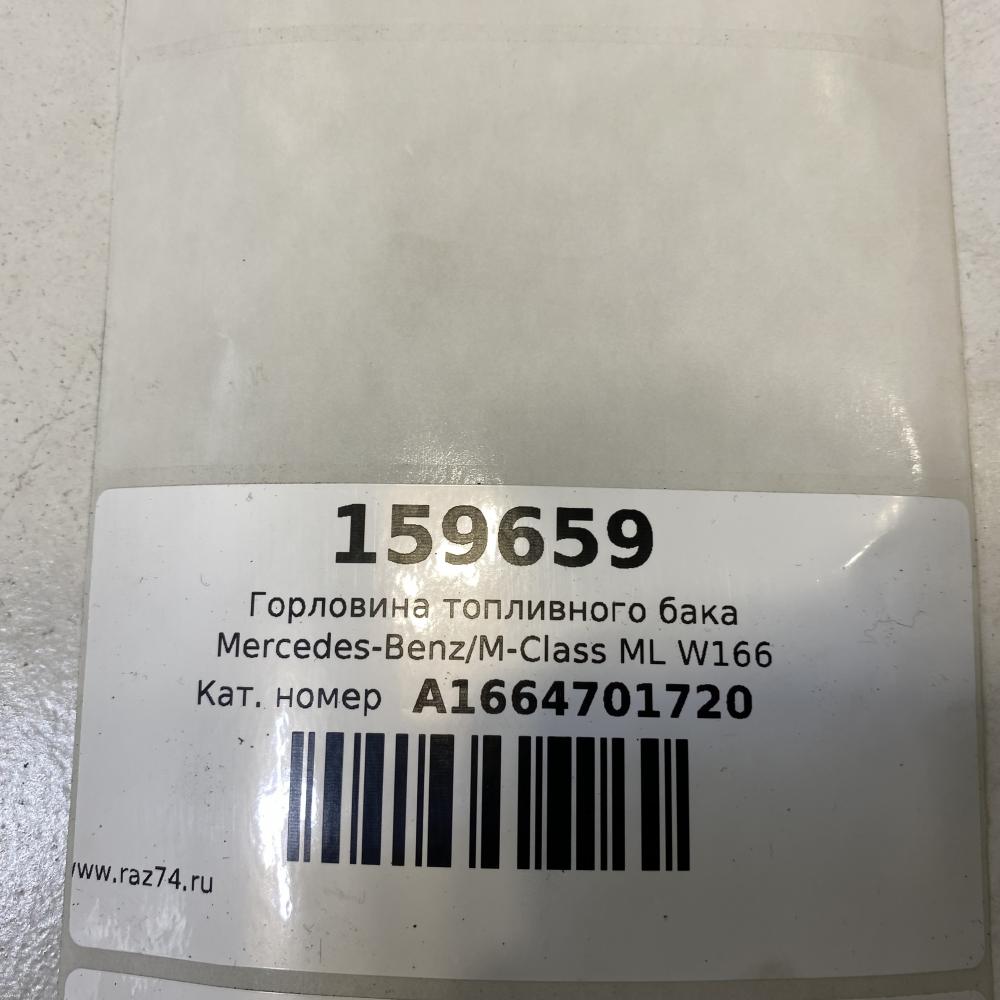 159659
Горловина топливного бака
Mercedes-Benz/M-Class ML W166
Кат. номер A1664701720
www.raz74.ru